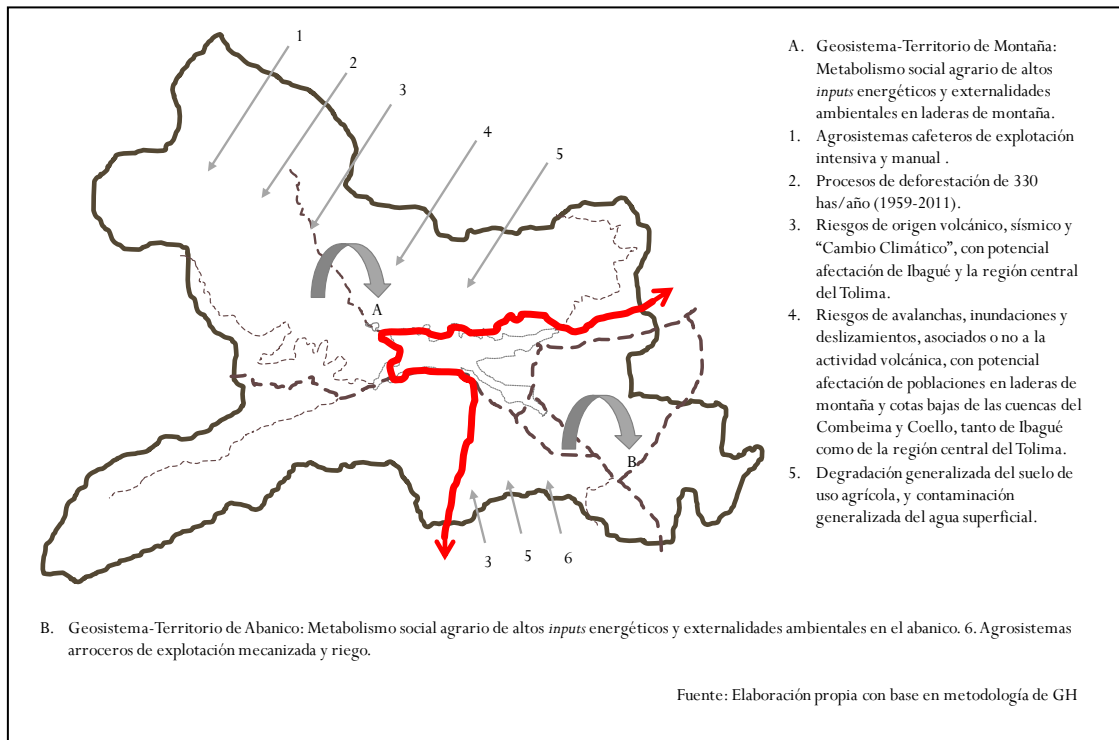 1
2
3
4
5
A
B
3
5
6
A. Geosistema-Territorio de Montaña:
Metabolismo social agrario de altos
inputs energéticos y externalidades
ambientales en laderas de montaña.
1. Agrosistemas cafeteros de explotación
intensiva y manual .
2. Procesos de deforestación de 330
has/año (1959-2011).
3. Riesgos de origen volcánico, sísmico y
“Cambio Climático”, con potencial
afectación de Ibagué y la región central
del Tolima.
4. Riesgos de avalanchas, inundaciones y
deslizamientos, asociados o no a la
actividad volcánica, con potencial
afectación de poblaciones en laderas de
montaña y cotas bajas de las cuencas del
Combeima y Coello, tanto de Ibagué
como de la región central del Tolima.
5. Degradación generalizada del suelo de
uso agrícola, y contaminación
generalizada del agua superficial.
B. Geosistema-Territorio de Abanico: Metabolismo social agrario de altos inputs energéticos y externalidades ambientales en el abanico. 6. Agrosistemas
arroceros de explotación mecanizada y riego.
Fuente: Elaboración propia con base en metodología de GH